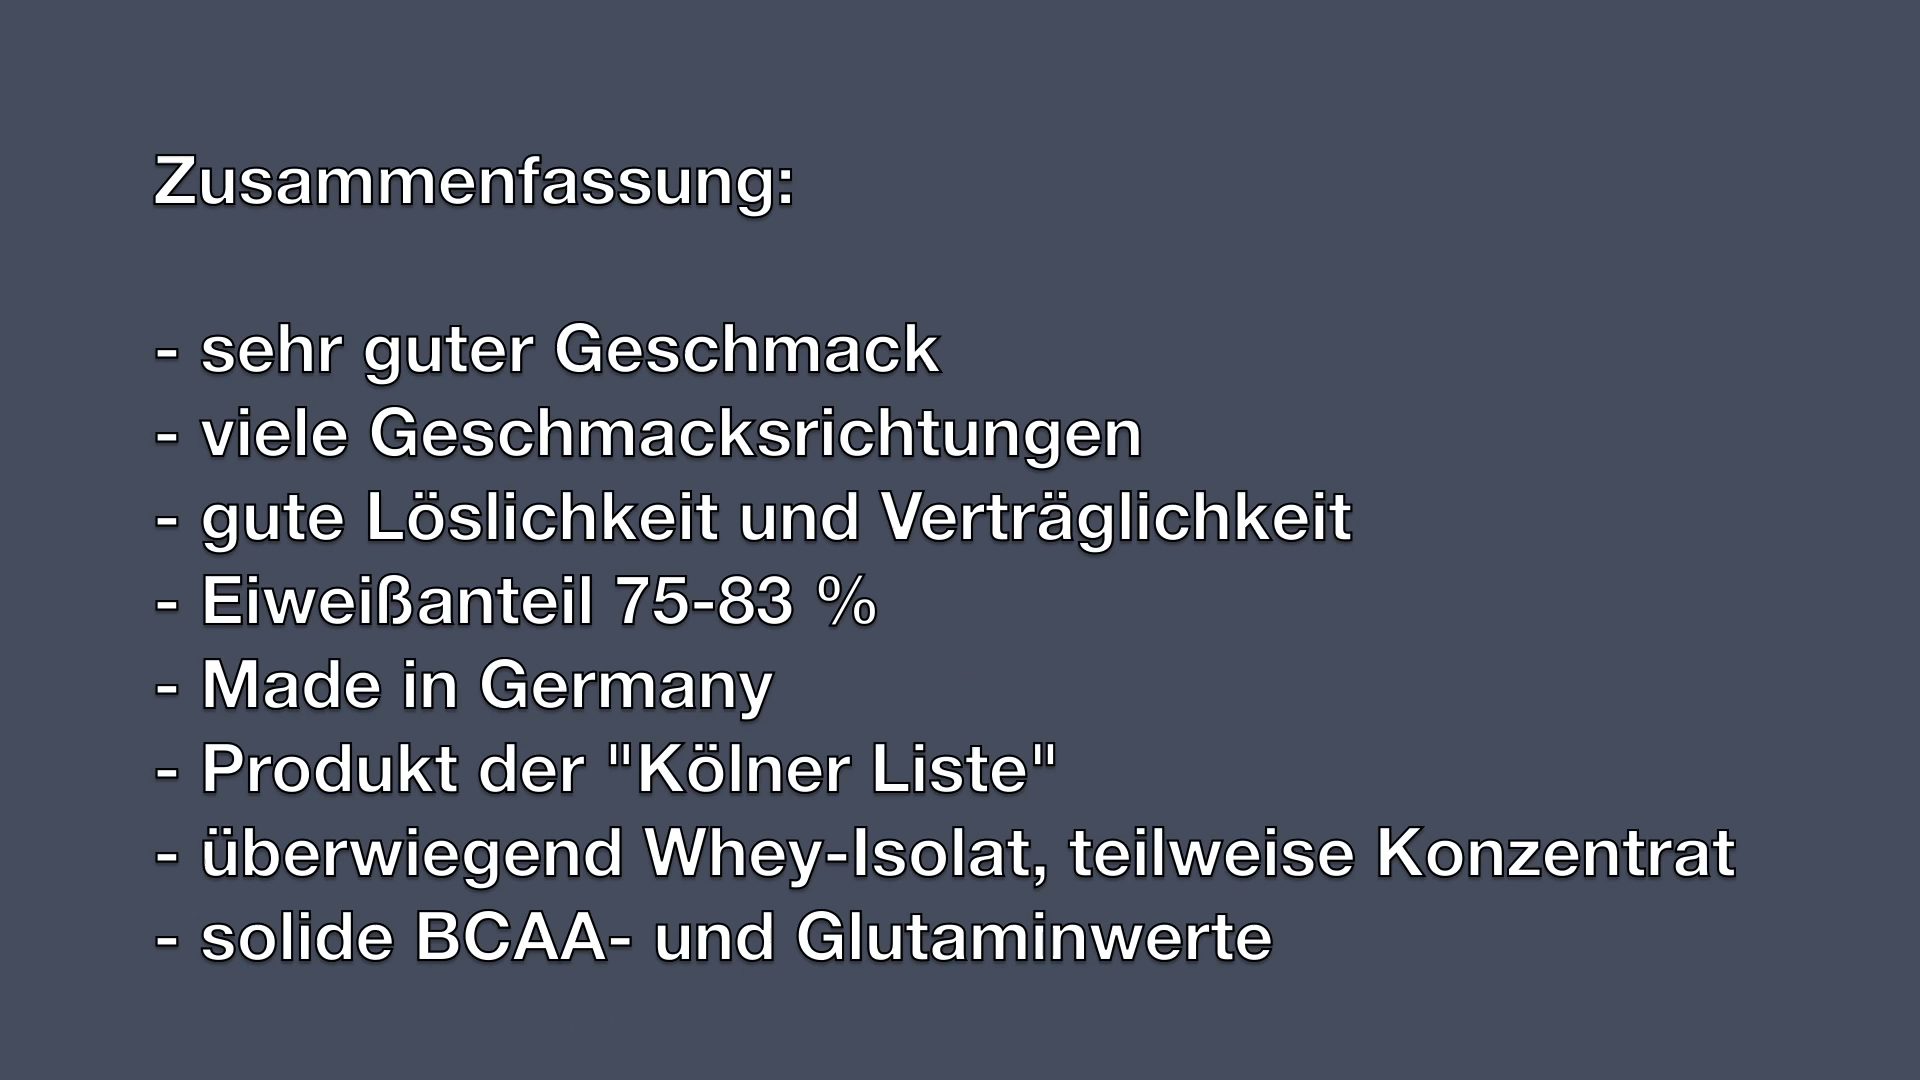 Zusammenfassung:
- sehr guter Geschmack
- viele Geschmacksrichtungen
- gute Löslichkeit und Verträglichkeit
- Eiweißanteil 75-83 %
- Made in Germany
- Produkt der "Kölner Liste"
- überwiegend Whey-Isolat, teilweise Konzentrat
- solide BCAA- und Glutaminwerte